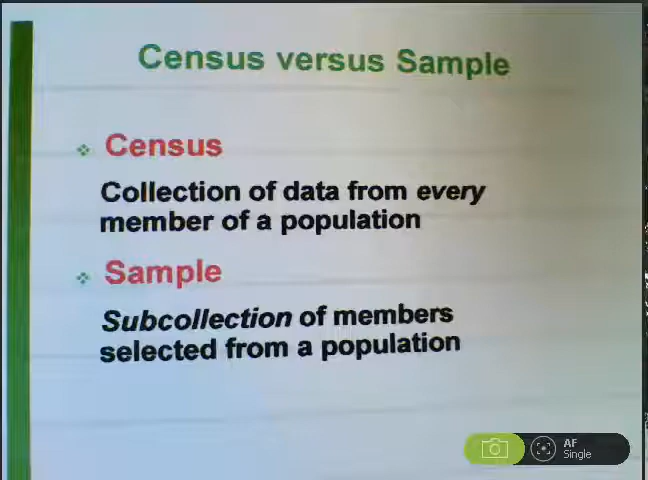 Census versus Sample
Census
Collection of data from every
member of a population
Sample
Subcollection of members
selected from a population
AF
Single